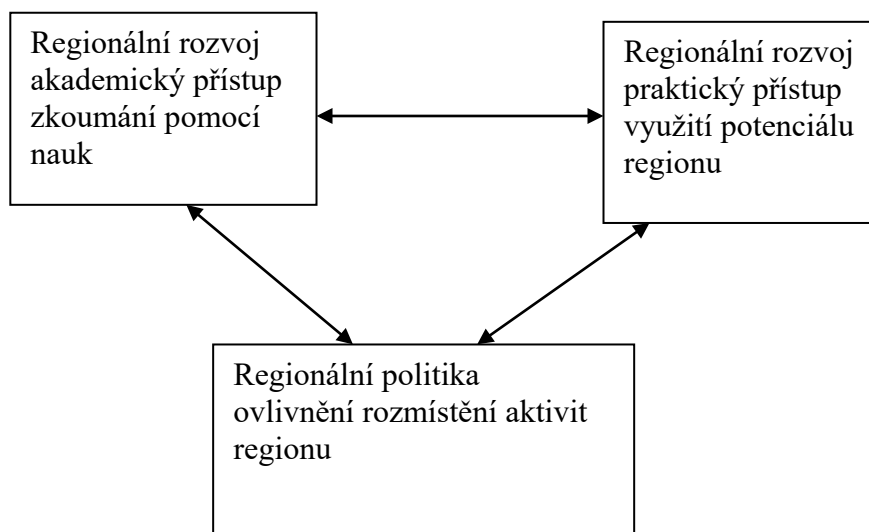 Regionální rozvoj
akademický přístup
zkoumání pomocí
nauk
Regionální rozvoj
praktický přístup
využití potenciálu
regionu
Regionální politika
ovlivnění rozmístění aktivit
regionu